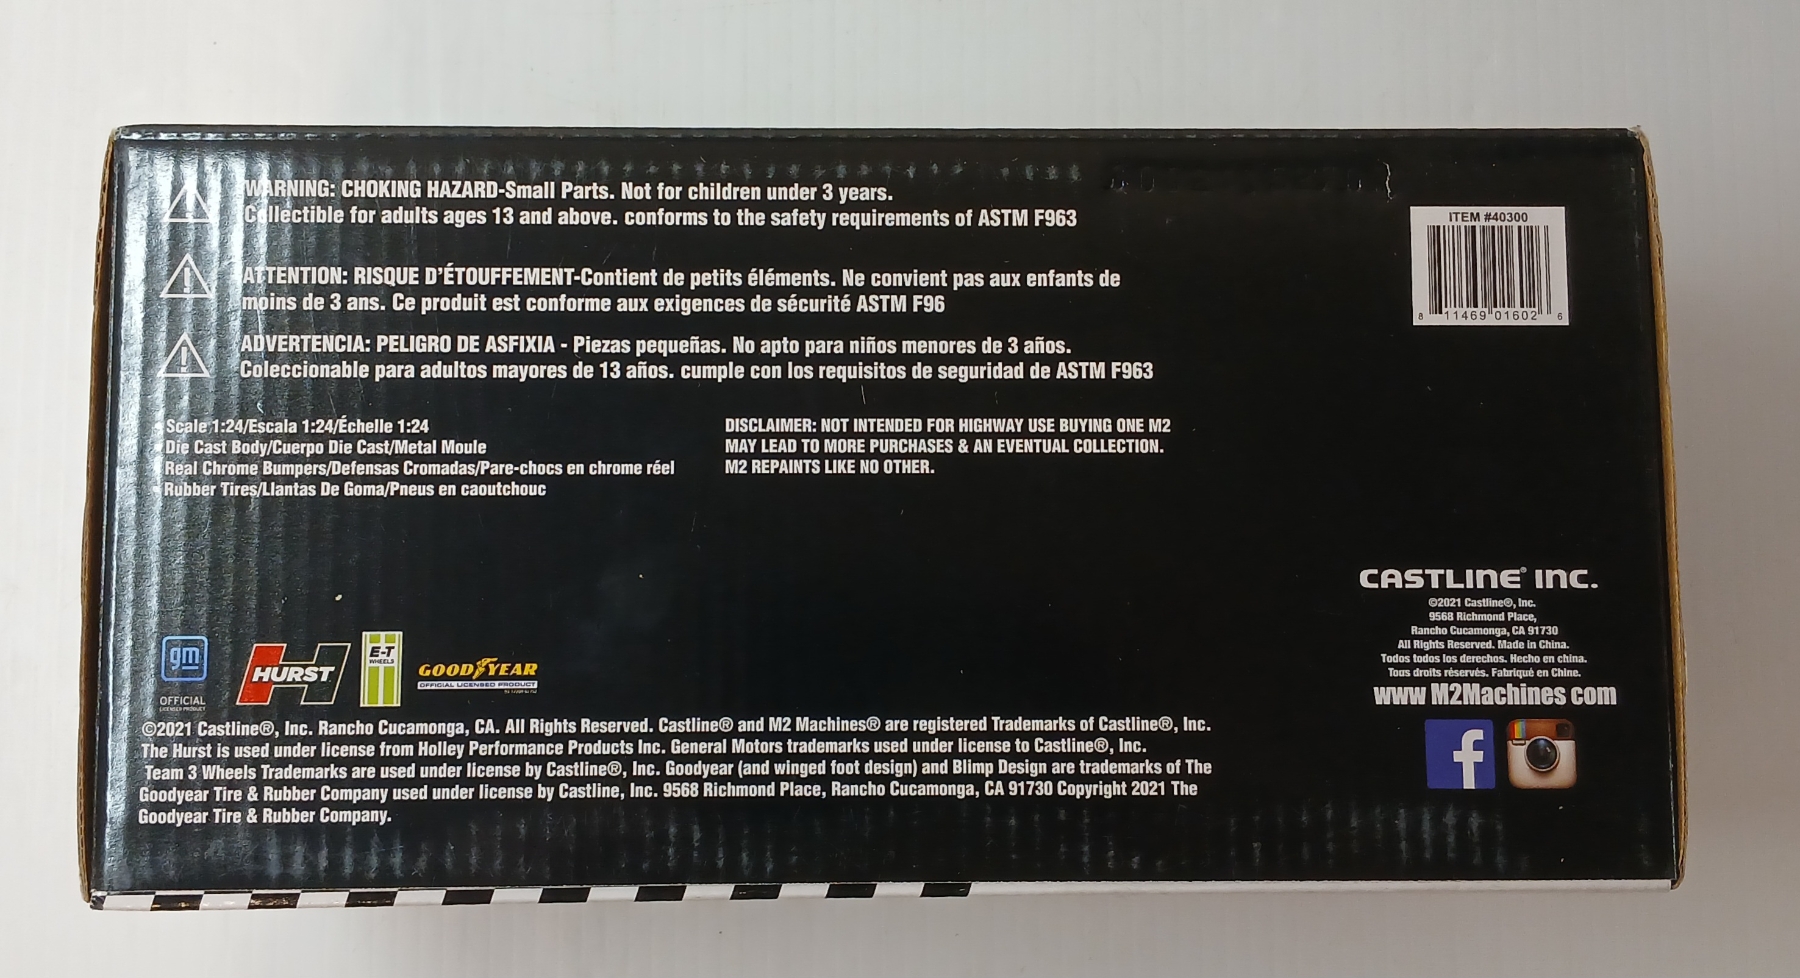 WARNING: CHOKING HAZARD-Small Parts. Not for children under 3 years.
Collectible for adults ages 13 and above. conforms to the safety requirements of ASTM F963
ATTENTION: RISQUE D'ÉTOUFFEMENT-Contient de petits éléments. Ne convient pas aux enfants de
moins de 3 ans. Ce produit est conforme aux exigences de sécurité ASTM F96
ADVERTENCIA: PELIGRO DE ASFIXIA - Piezas pequeñas. No apto para niños menores de 3 años.
Coleccionable para adultos mayores de 13 años. cumple con los requisitos de seguridad de ASTM F963
ITEM #40300
8 11469 01602 6
Scale 1:24/Escala 1:24/Échelle 1:24
Die Cast Body/Cuerpo Die Cast/Metal Moule
Real Chrome Bumpers/Defensas Cromadas/Pare-chocs en chrome réel
Rubber Tires/Llantas De Goma/Pneus en caoutchouc
DISCLAIMER: NOT INTENDED FOR HIGHWAY USE BUYING ONE M2
MAY LEAD TO MORE PURCHASES & AN EVENTUAL COLLECTION.
M2 REPAINTS LIKE NO OTHER.
CASTLINE® INC.
©2021 Castline®, Inc.
9568 Richmond Place,
Rancho Cucamonga, CA 91730
All Rights Reserved. Made in China.
Todos todos los derechos. Hecho en china.
Tous droits réservés. Fabriqué en Chine.
www M2Machines com
f
gm
OFFICIAL
LICENSED PRODUCT
HURST
E-T
WHEELS
GOODYEAR
OFFICIAL LICENSED PRODUCT
©2021 Castline®, Inc. Rancho Cucamonga, CA. All Rights Reserved. Castline® and M2 Machines® are registered Trademarks of Castline®, Inc.
The Hurst is used under license from Holley Performance Products Inc. General Motors trademarks used under license to Castline®, Inc.
Team 3 Wheels Trademarks are used under license by Castline®, Inc. Goodyear (and winged foot design) and Blimp Design are trademarks of The
Goodyear Tire & Rubber Company used under license by Castline, Inc. 9568 Richmond Place, Rancho Cucamonga, CA 91730 Copyright 2021 The
Goodyear Tire & Rubber Company.